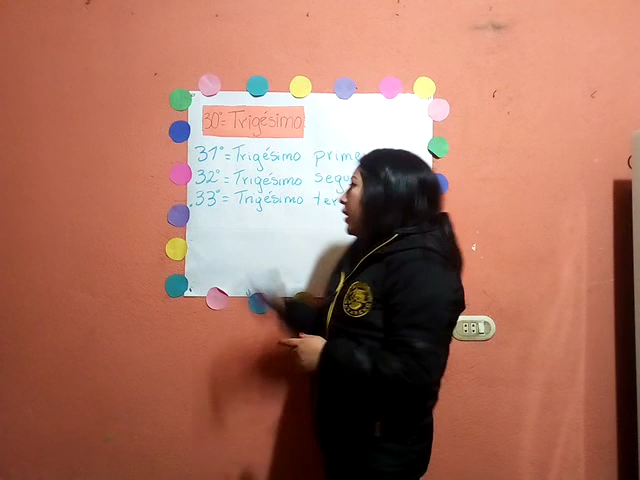 30°= Trigésimo
31°= Trigésimo prime
32°= Trigésimo segu
33°= Trigésimo ter